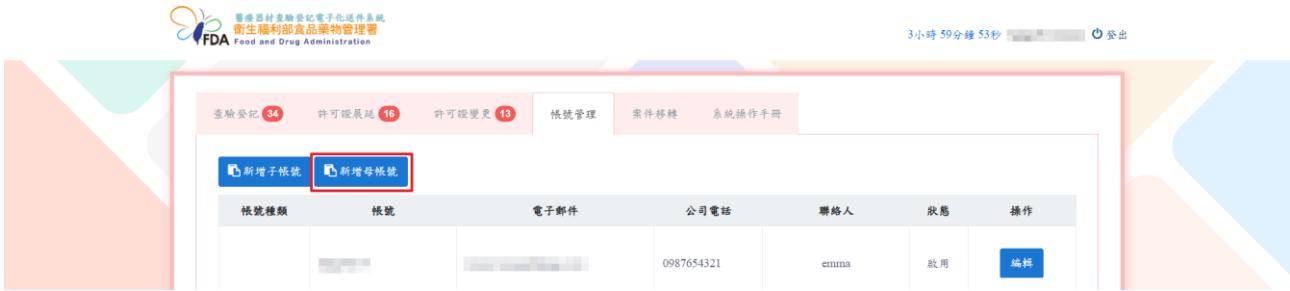 醫療器材查驗登記電子化送件系統
衛生福利部食品藥物管理署
FDA Food and Drug Administration
3小時 59分鐘 53秒 登出
查驗登記 34 許可證展延 16 許可證變更 13 帳號管理 案件移轉 系統操作手冊
新增子帳號 新增母帳號
帳號種類 帳號 電子郵件 公司電話 聯絡人 狀態 操作
0987654321 emma 啟用 編輯